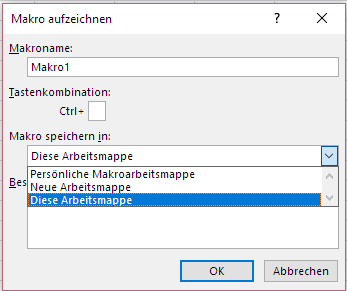 Makro aufzeichnen
Makroname:
Makro1
Tastenkombination:
Ctrl+
Makro speichern in:
Diese Arbeitsmappe
Persönliche Makroarbeitsmappe
Neue Arbeitsmappe
Diese Arbeitsmappe
Bes
OK
Abbrechen